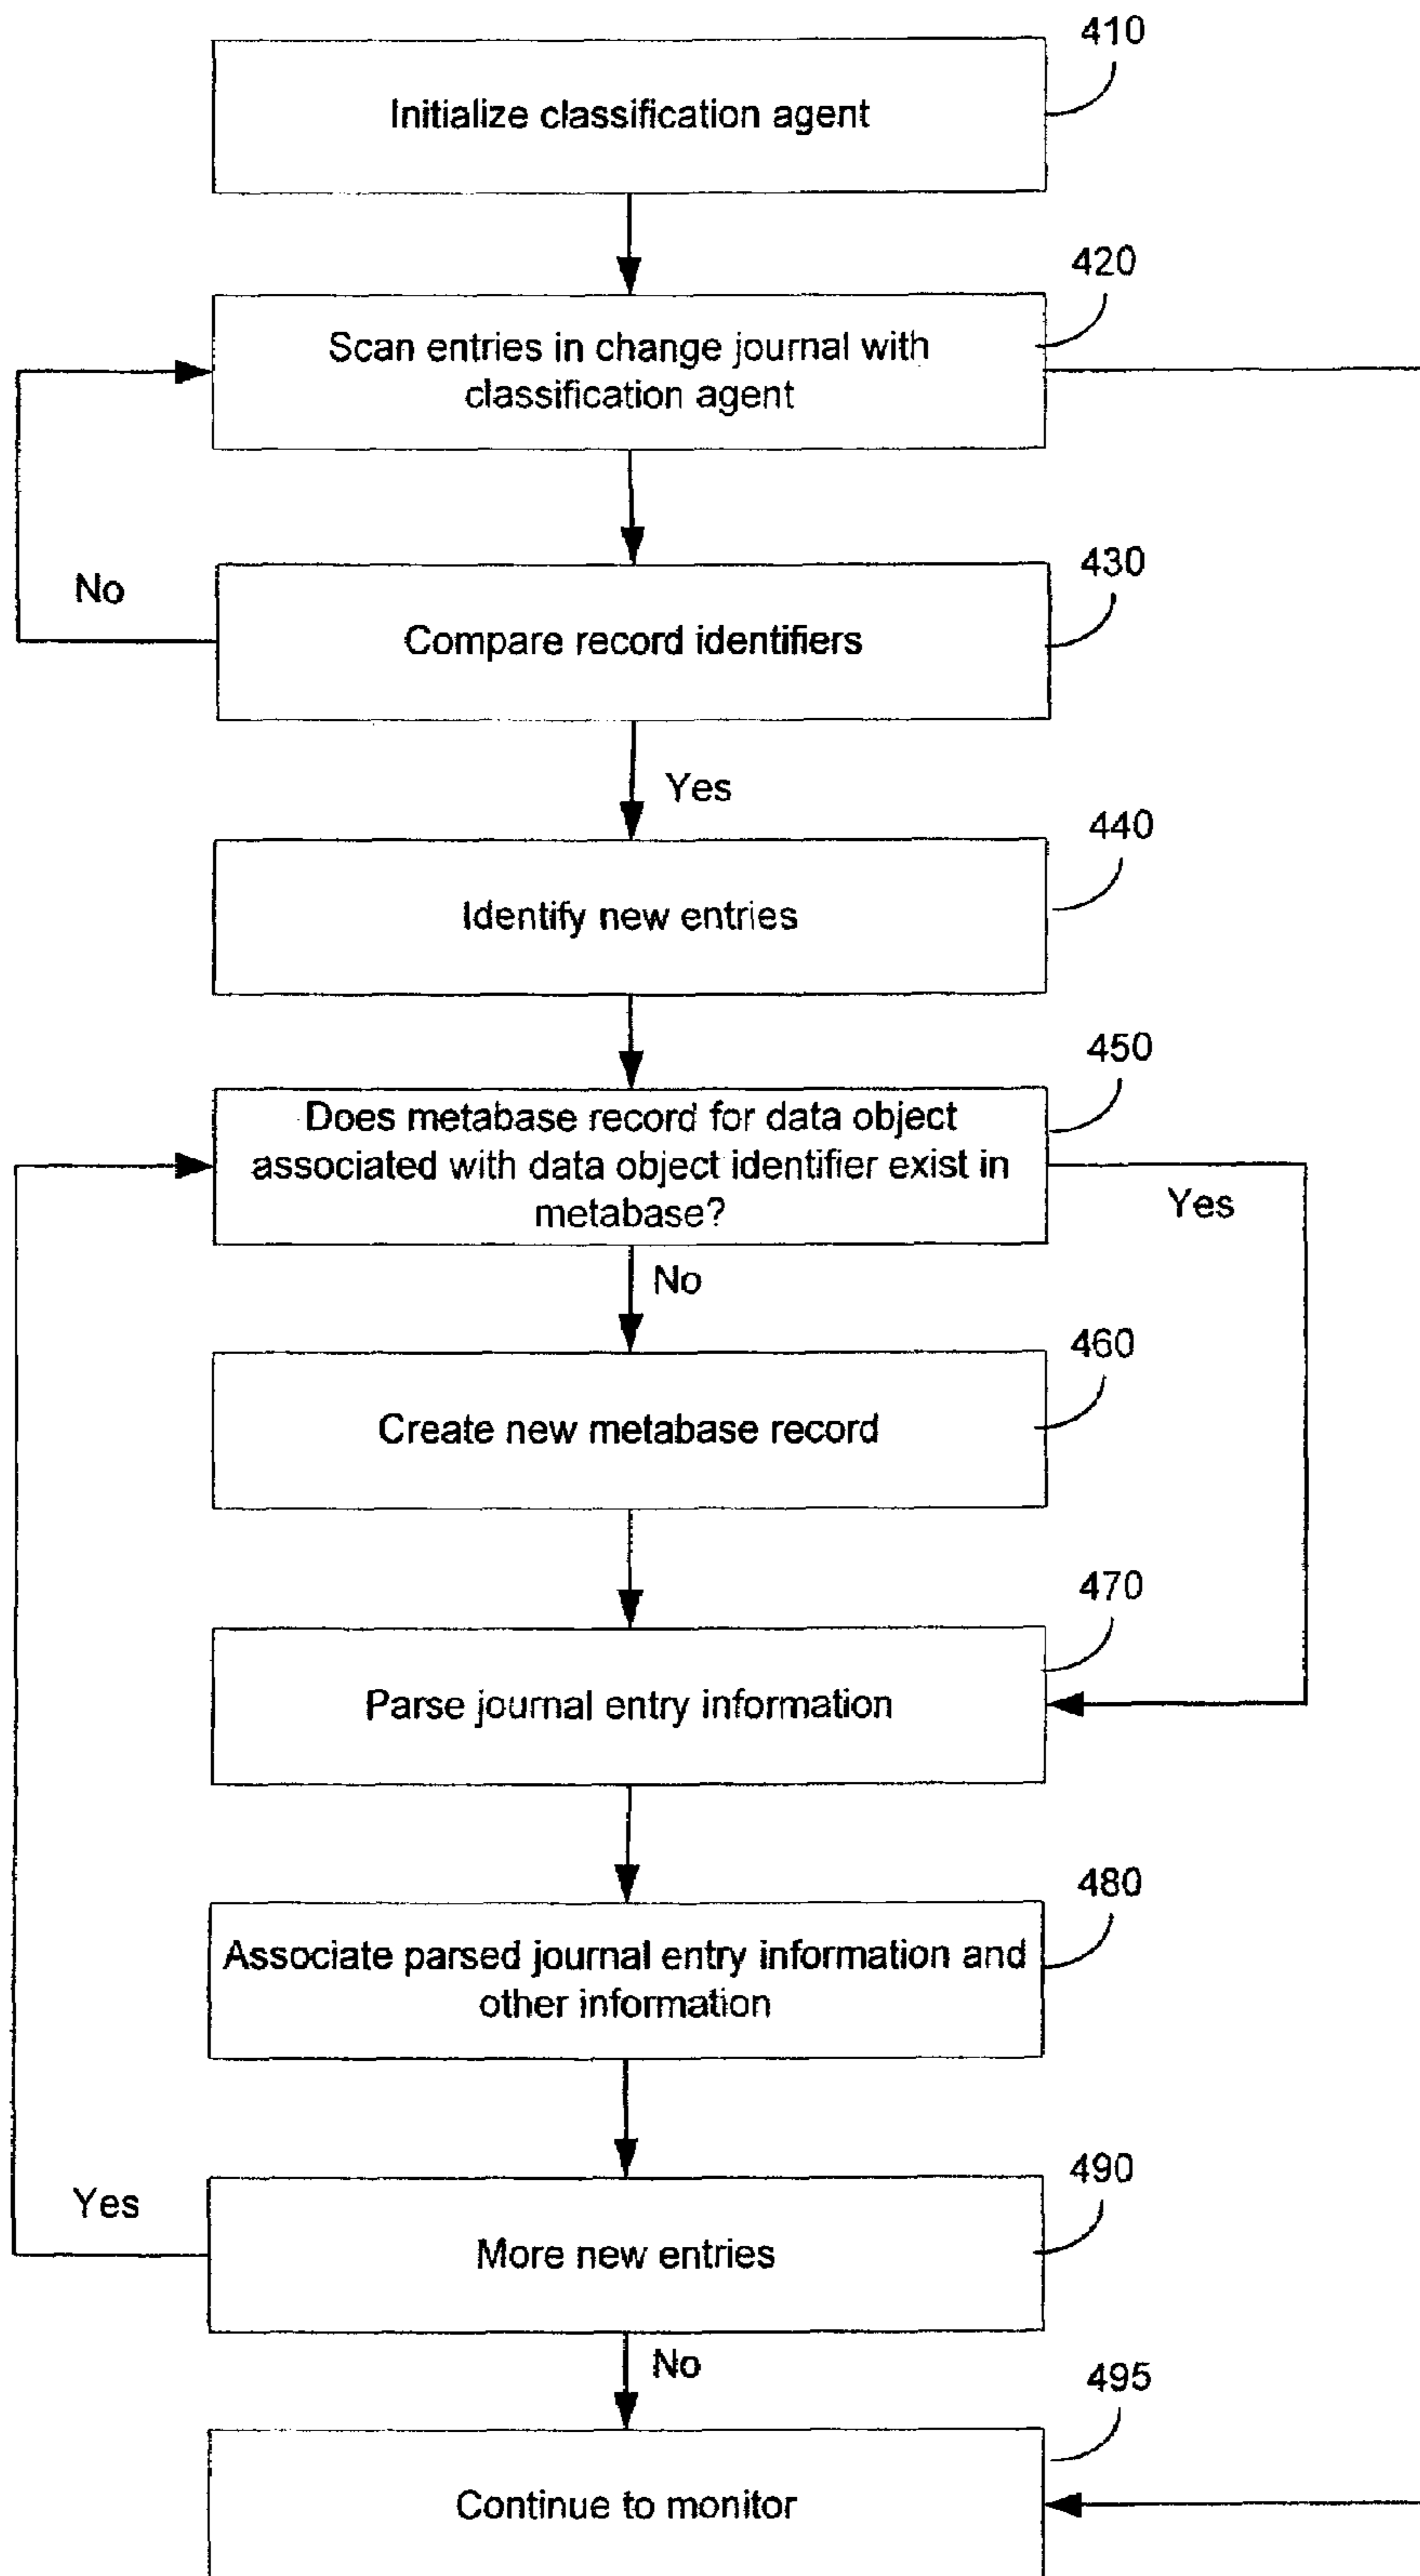 410
Initialize classification agent
420
Scan entries in change journal with
classification agent
430
No
Compare record identifiers
Yes
440
Identify new entries
450
Does metabase record for data object
associated with data object identifier exist in
metabase?
Yes
No
460
Create new metabase record
470
Parse journal entry information
480
Associate parsed journal entry information and
other information
490
Yes
More new entries
No
495
Continue to monitor